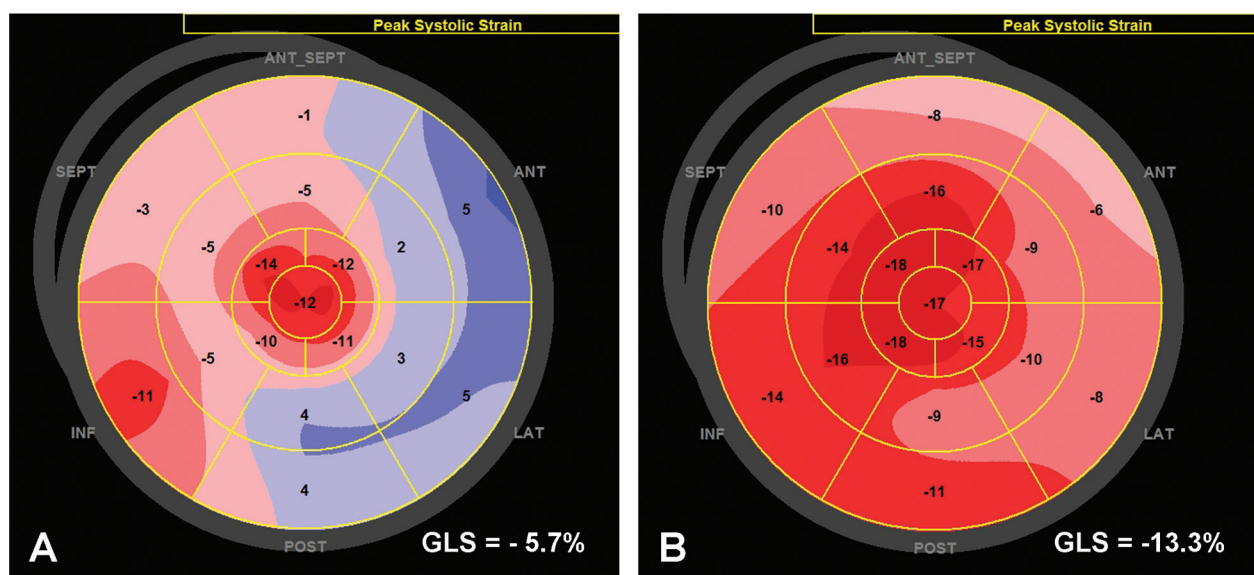 Peak Systolic Strain
ANT_SEPT
-1
SEPT
ANT
-5
-3
5
-5
2
-14
-12
-12
-10
-11
-5
3
-11
5
4
INF
LAT
4
POST
A
GLS = - 5.7%
Peak Systolic Strain
ANT_SEPT
-8
SEPT
ANT
-16
-10
-6
-14
-9
-18
-17
-17
-18
-15
-16
-10
-14
-8
-9
INF
LAT
-11
POST
B
GLS = -13.3%